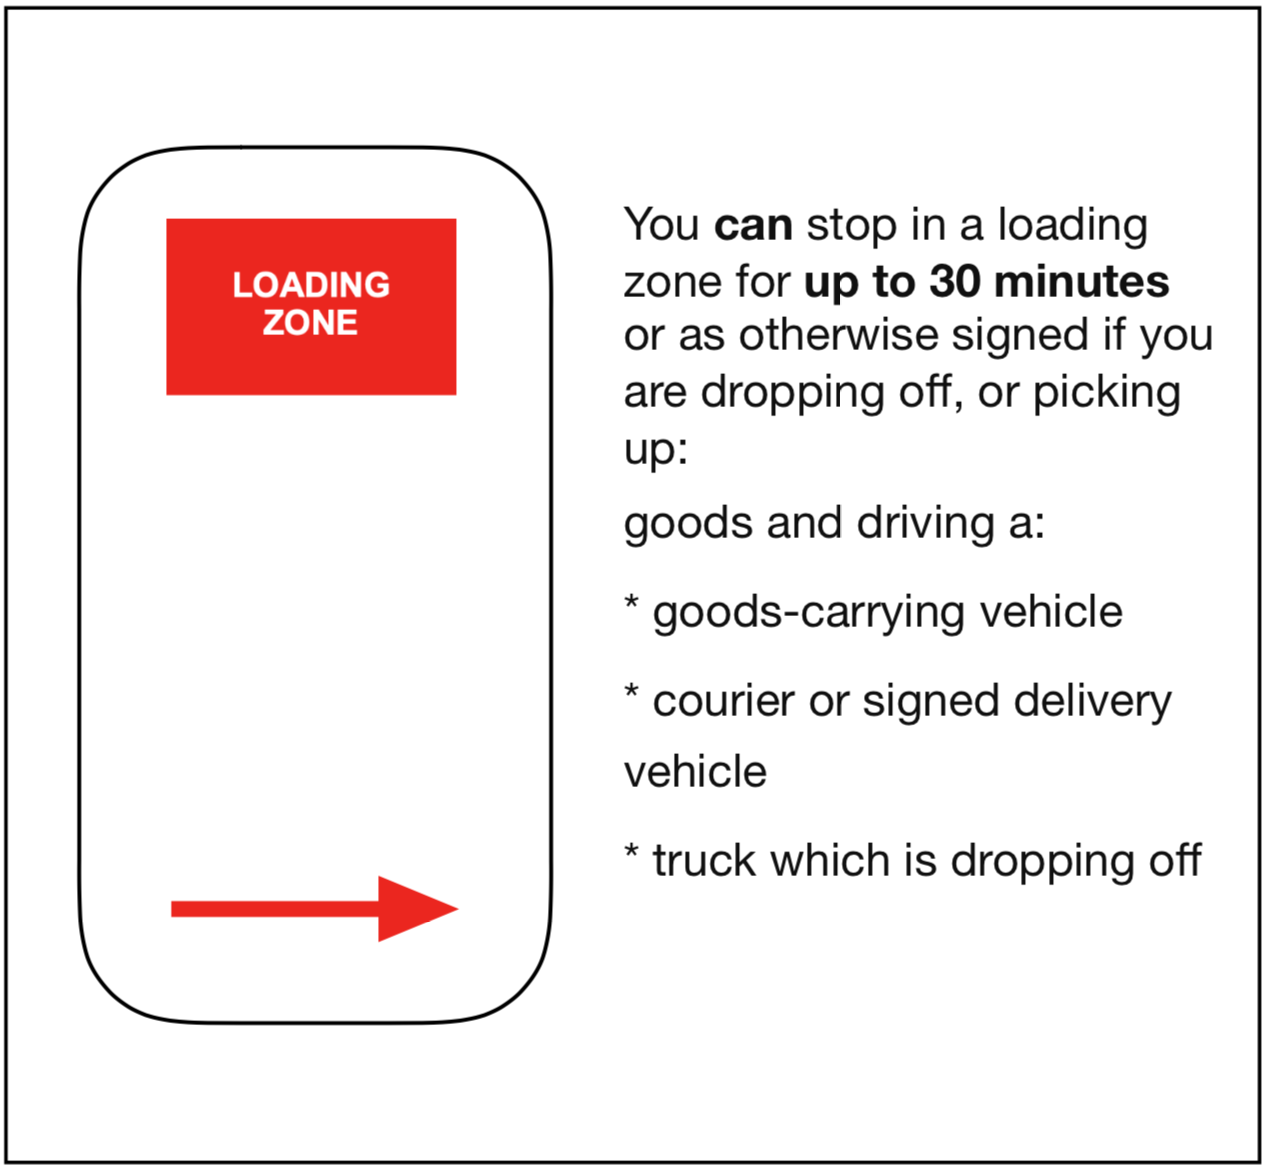 LOADING
ZONE
You can stop in a loading
zone for up to 30 minutes
or as otherwise signed if you
are dropping off, or picking
up:
goods and driving a:
* goods-carrying vehicle
* courier or signed delivery
vehicle
* truck which is dropping off